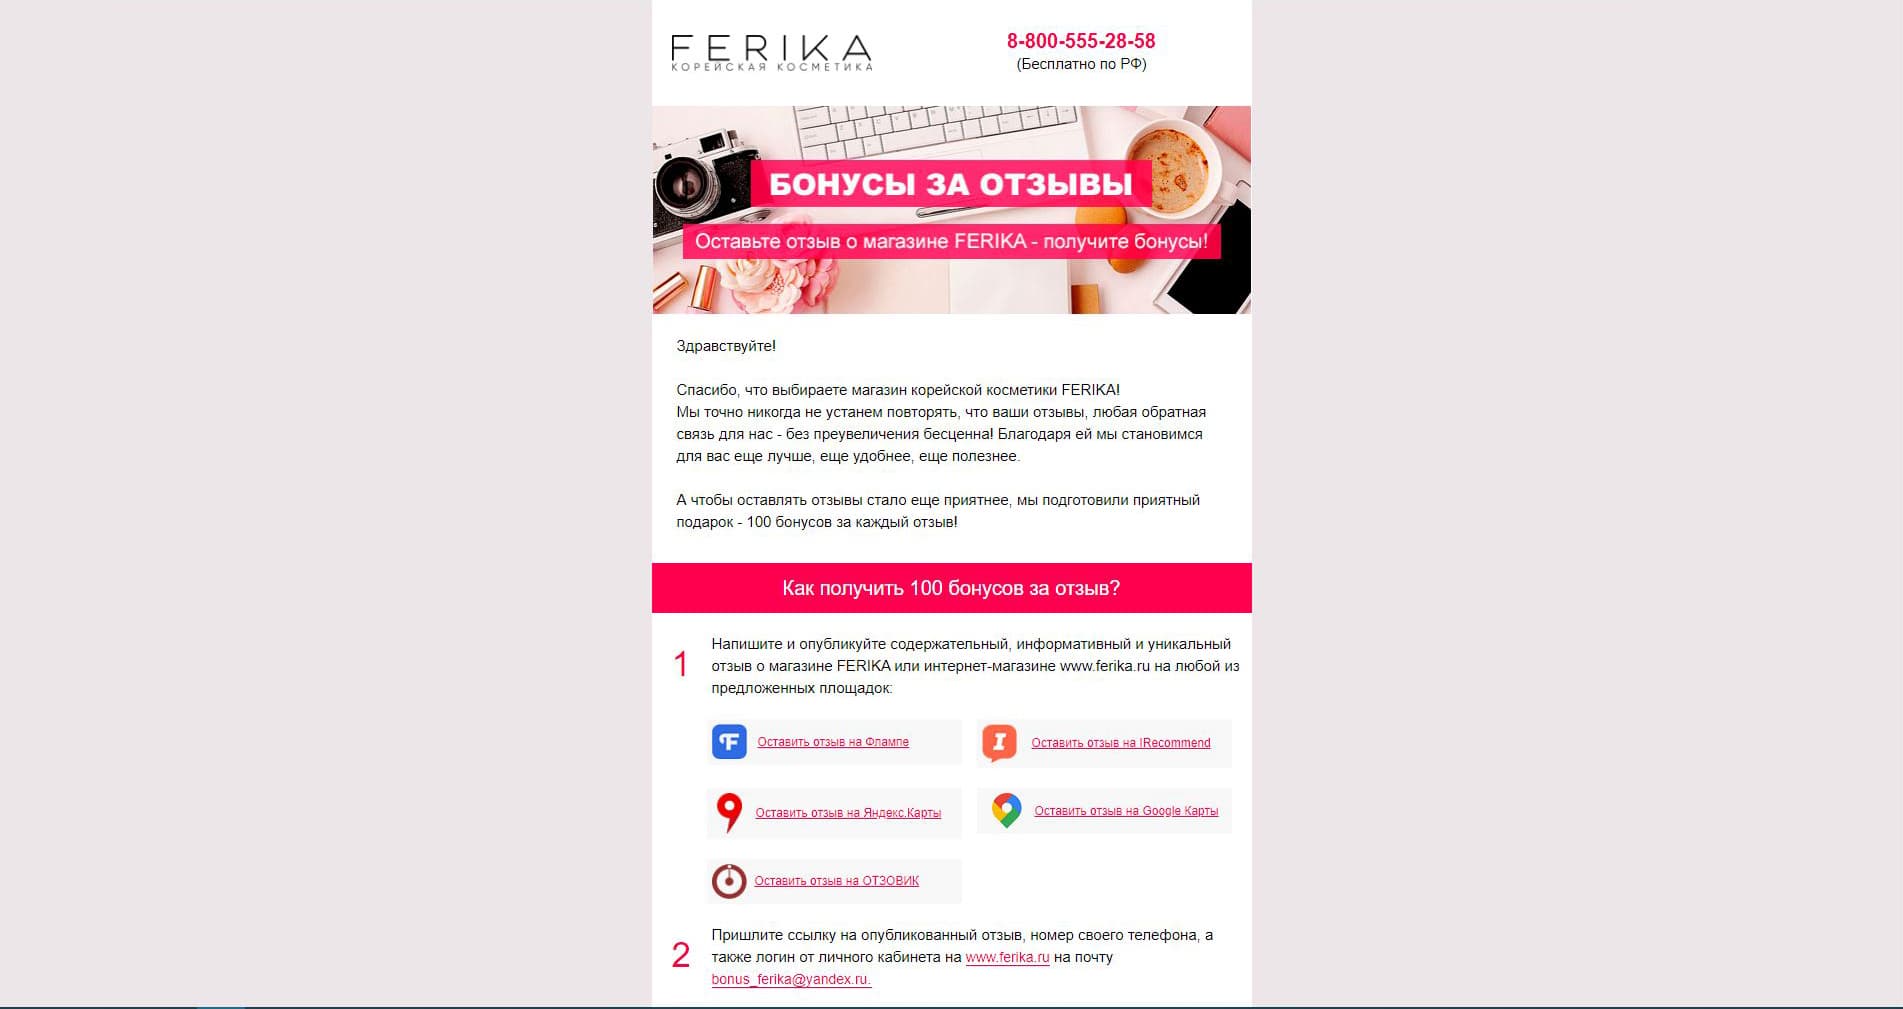 FERIKA
КОРЕЙСКАЯ КОСМЕТИКА
8-800-555-28-58
(Бесплатно по РФ)
БОНУСЫ ЗА ОТЗЫВЫ
Оставьте отзыв о магазине FERIKA - получите бонусы!
Здравствуйте!
Спасибо, что выбираете магазин корейской косметики FERIKA!
Мы точно никогда не устанем повторять, что ваши отзывы, любая обратная
связь для нас - без преувеличения бесценна! Благодаря ей мы становимся
для вас еще лучше, еще удобнее, еще полезнее.
А чтобы оставлять отзывы стало еще приятнее, мы подготовили приятный
подарок - 100 бонусов за каждый отзыв!
Как получить 100 бонусов за отзыв?
1
Напишите и опубликуйте содержательный, информативный и уникальный
отзыв о магазине FERIKA или интернет-магазине www.ferika.ru на любой из
предложенных площадок:
Оставить отзыв на Флампе
Оставить отзыв на IRecommend
Оставить отзыв на Яндекс.Карты
Оставить отзыв на Google Карты
Оставить отзыв на ОТЗОВИК
2
Пришлите ссылку на опубликованный отзыв, номер своего телефона, а
также логин от личного кабинета на www.ferika.ru на почту
bonus_ferika@yandex.ru.